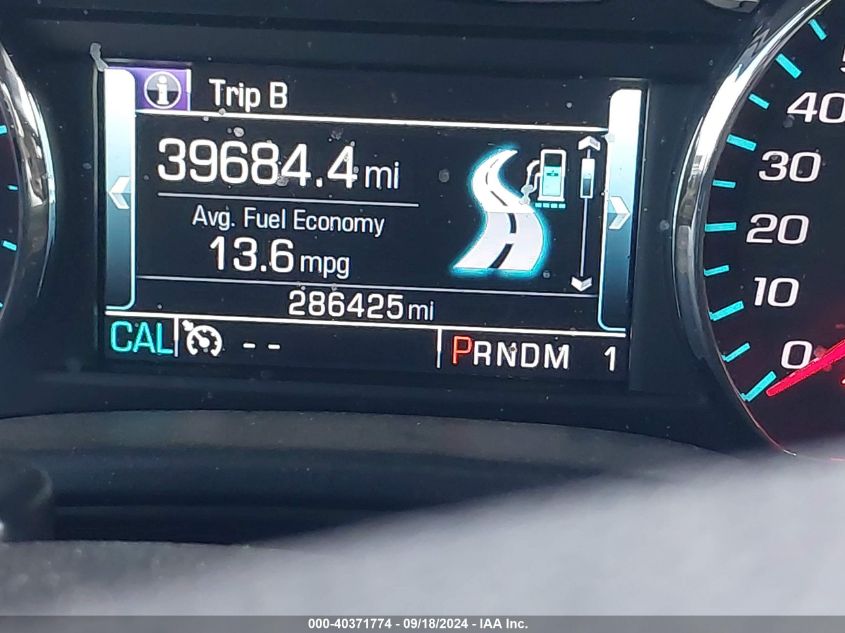 i Trip B
39684.4 mi
Avg. Fuel Economy
13.6 mpg
286425 mi
CAL -- PRNDM 1
40
30
20
10
0
000-40371774 - 09/18/2024 - IAA Inc.